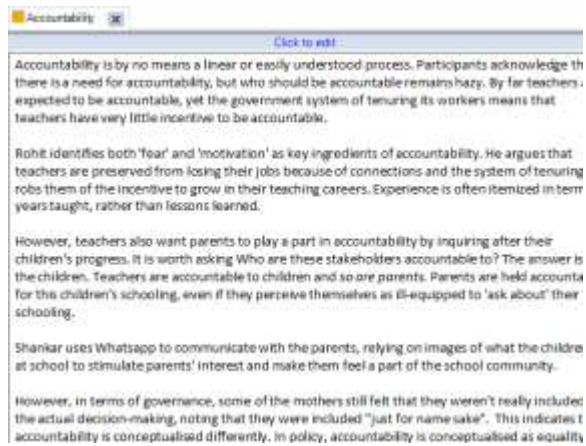 Accountability
Click to edit
Accountability is by no means a linear or easily understood process. Participants acknowledge th
there is a need for accountability, but who should be accountable remains hazy. By far teachers
expected to be accountable, yet the government system of tenuring its workers means that
teachers have very little incentive to be accountable.
Rohit identifies both 'fear' and 'motivation' as key ingredients of accountability. He argues that
teachers are preserved from losing their jobs because of connections and the system of tenuring
robs them of the incentive to grow in their teaching careers. Experience is often itemized in term
years taught, rather than lessons learned.
However, teachers also want parents to play a part in accountability by inquiring after their
children's progress. It is worth asking Who are these stakeholders accountable to? The answer is
the children. Teachers are accountable to children and so are parents. Parents are held accounta
for this children's schooling, even if they perceive themselves as ill-equipped to 'ask about' their
schooling.
Shankar uses Whatsapp to communicate with the parents, relying on images of what the childre
at school to stimulate parents' interest and make them feel a part of the school community.
However, in terms of governance, some of the mothers still felt that they weren't really included
the actual decision-making, noting that they were included "just for name sake". This indicates
accountability is conceptualised differently. In policy, accountability is conceptualised as equality